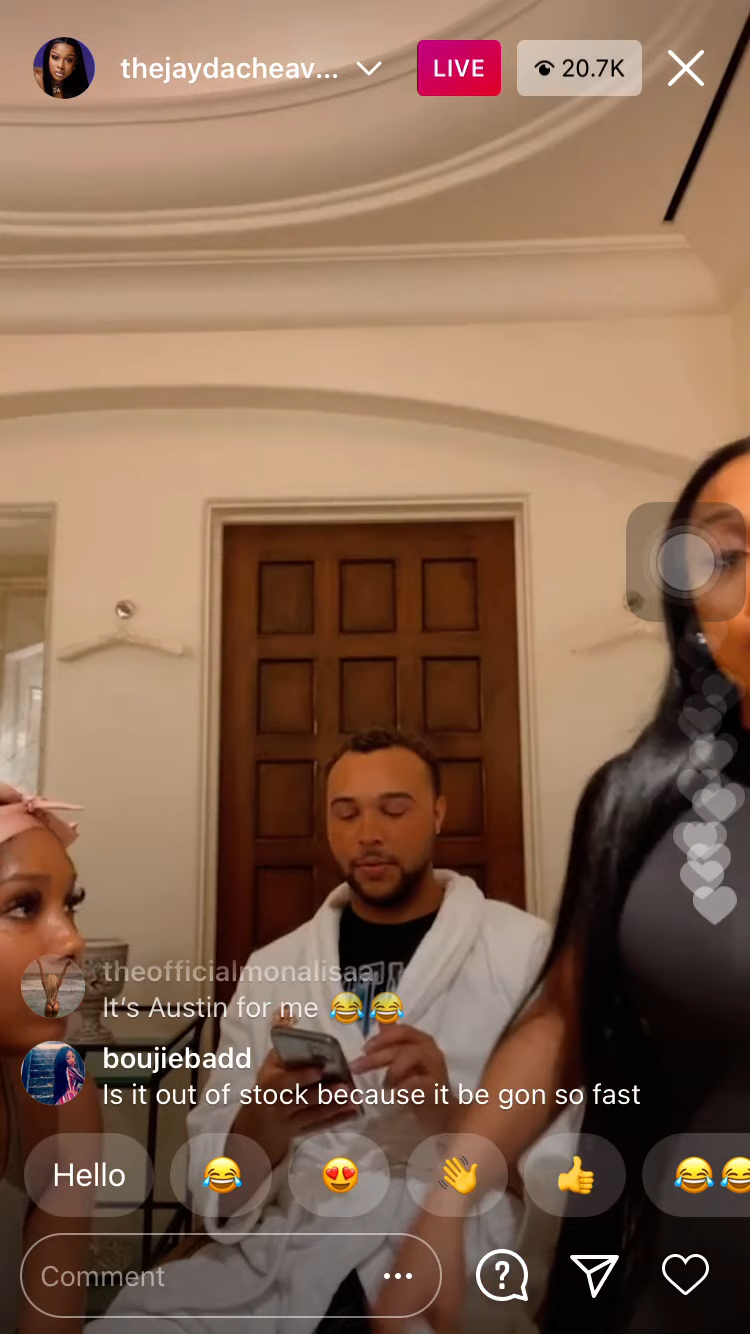 thejaydacheav...
LIVE
20.7K
theofficialmonalisaa
It's Austin for me 😂😂
boujiebadd
Is it out of stock because it be gon so fast
Hello
😂
😍
👋
👍
😂😂
Comment